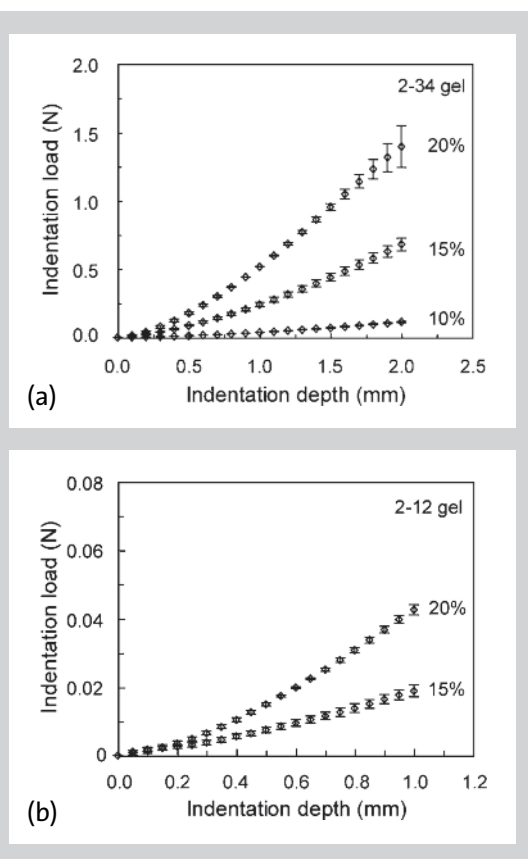 2.0
2-34 gel
20%
1.5
1.0
15%
0.5
10%
0.0
Indentation load (N)
0.0 0.5 1.0 1.5 2.0 2.5
(a)
Indentation depth (mm)
0.08
2-12 gel
0.06
0.04
20%
0.02
15%
0
Indentation load (N)
0.0 0.2 0.4 0.6 0.8 1.0 1.2
(b)
Indentation depth (mm)